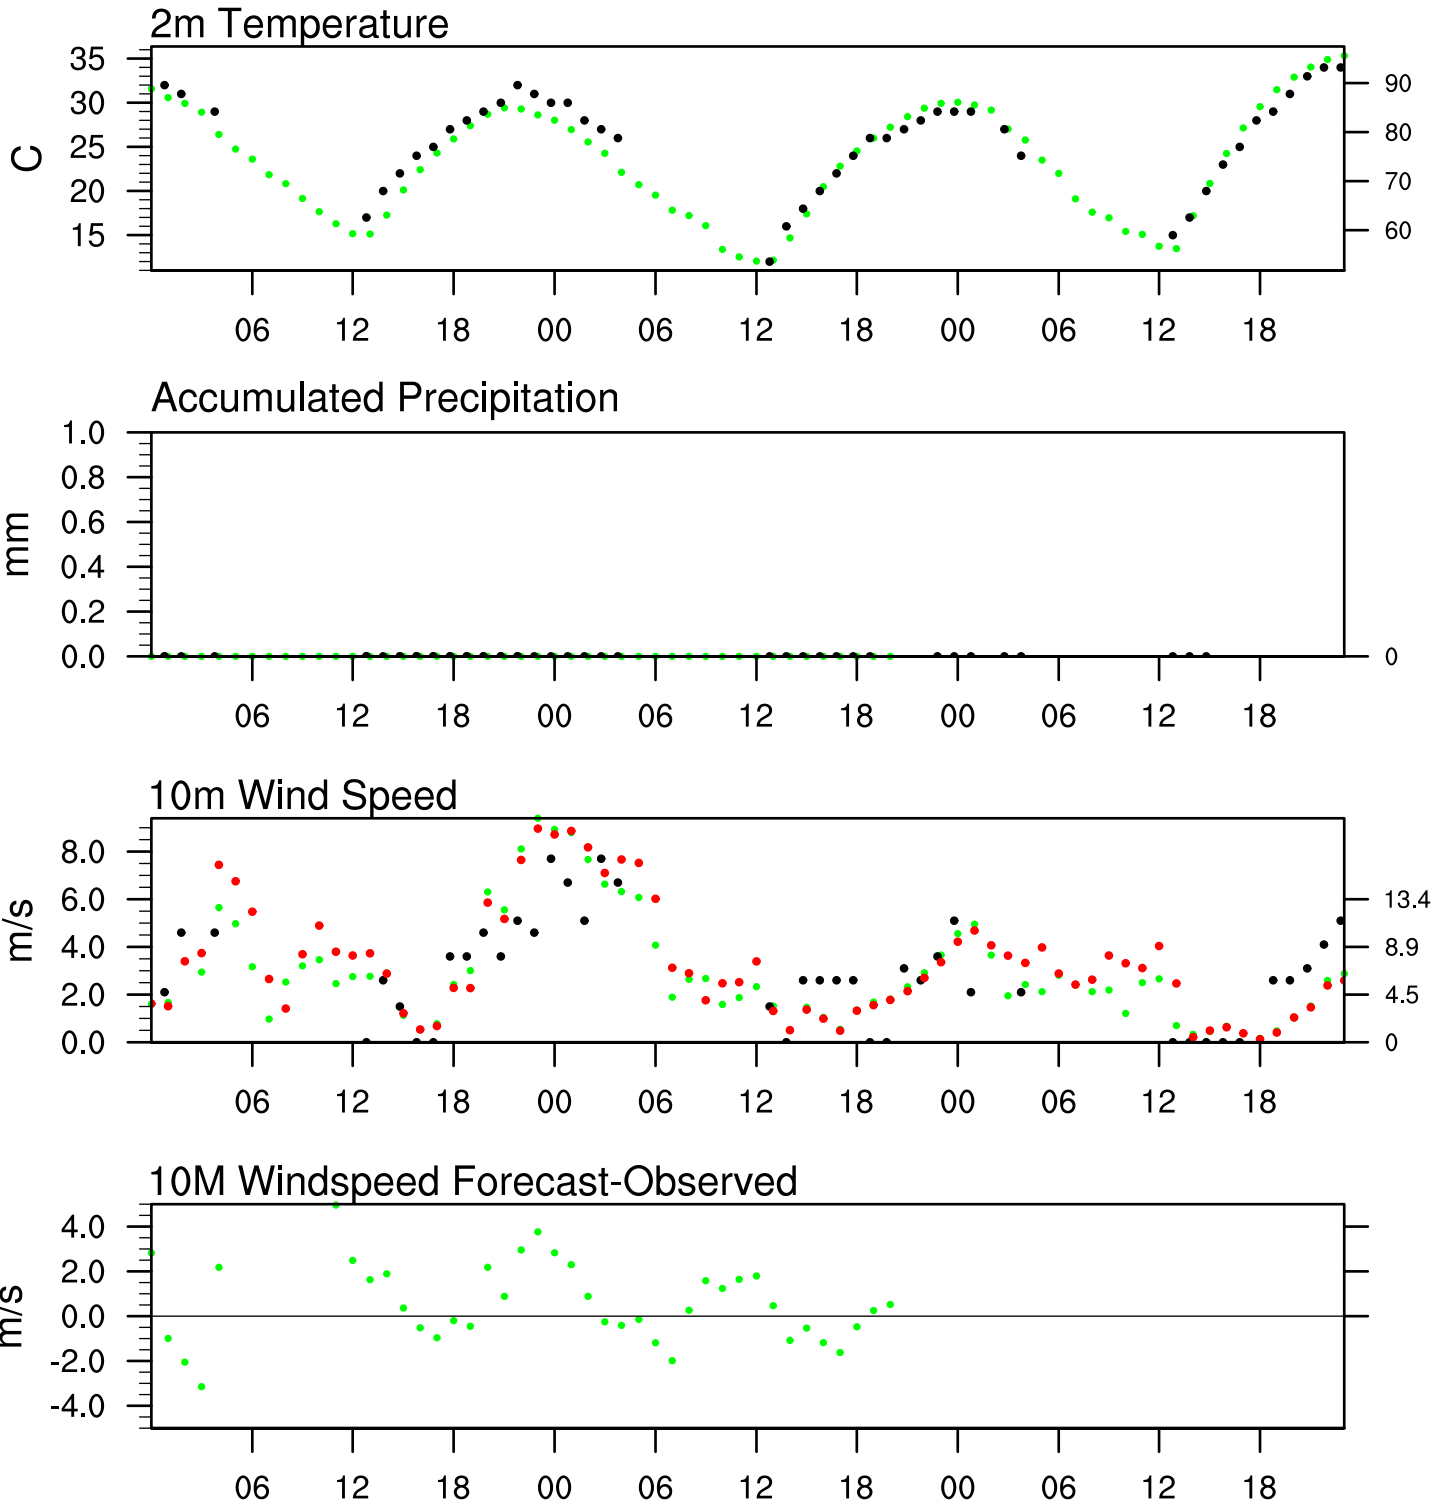 2m Temperature
35
30
25
20
15
C
90
80
70
60
06 12 18 00 06 12 18 00 06 12 18
Accumulated Precipitation
1.0
0.8
0.6
0.4
0.2
0.0
mm
0
06 12 18 00 06 12 18 00 06 12 18
10m Wind Speed
8.0
6.0
4.0
2.0
0.0
m/s
13.4
8.9
4.5
0
06 12 18 00 06 12 18 00 06 12 18
10M Windspeed Forecast-Observed
4.0
2.0
0.0
-2.0
-4.0
m/s
06 12 18 00 06 12 18 00 06 12 18